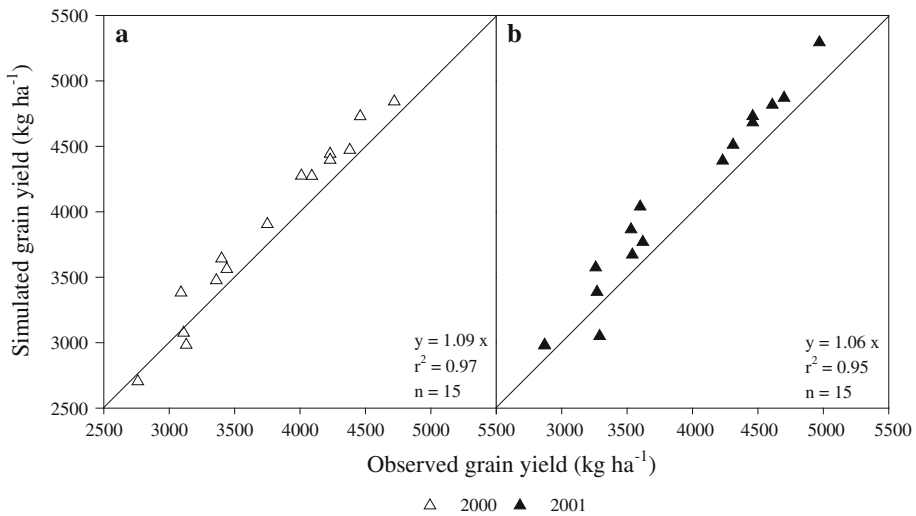 a
b
5500
5000
4500
4000
3500
3000
2500
Simulated grain yield (kg ha⁻¹)
y = 1.09 x
r² = 0.97
n = 15
y = 1.06 x
r² = 0.95
n = 15
2500 3000 3500 4000 4500 5000 5500 3000 3500 4000 4500 5000 5500
Observed grain yield (kg ha⁻¹)
△ 2000 ▲ 2001